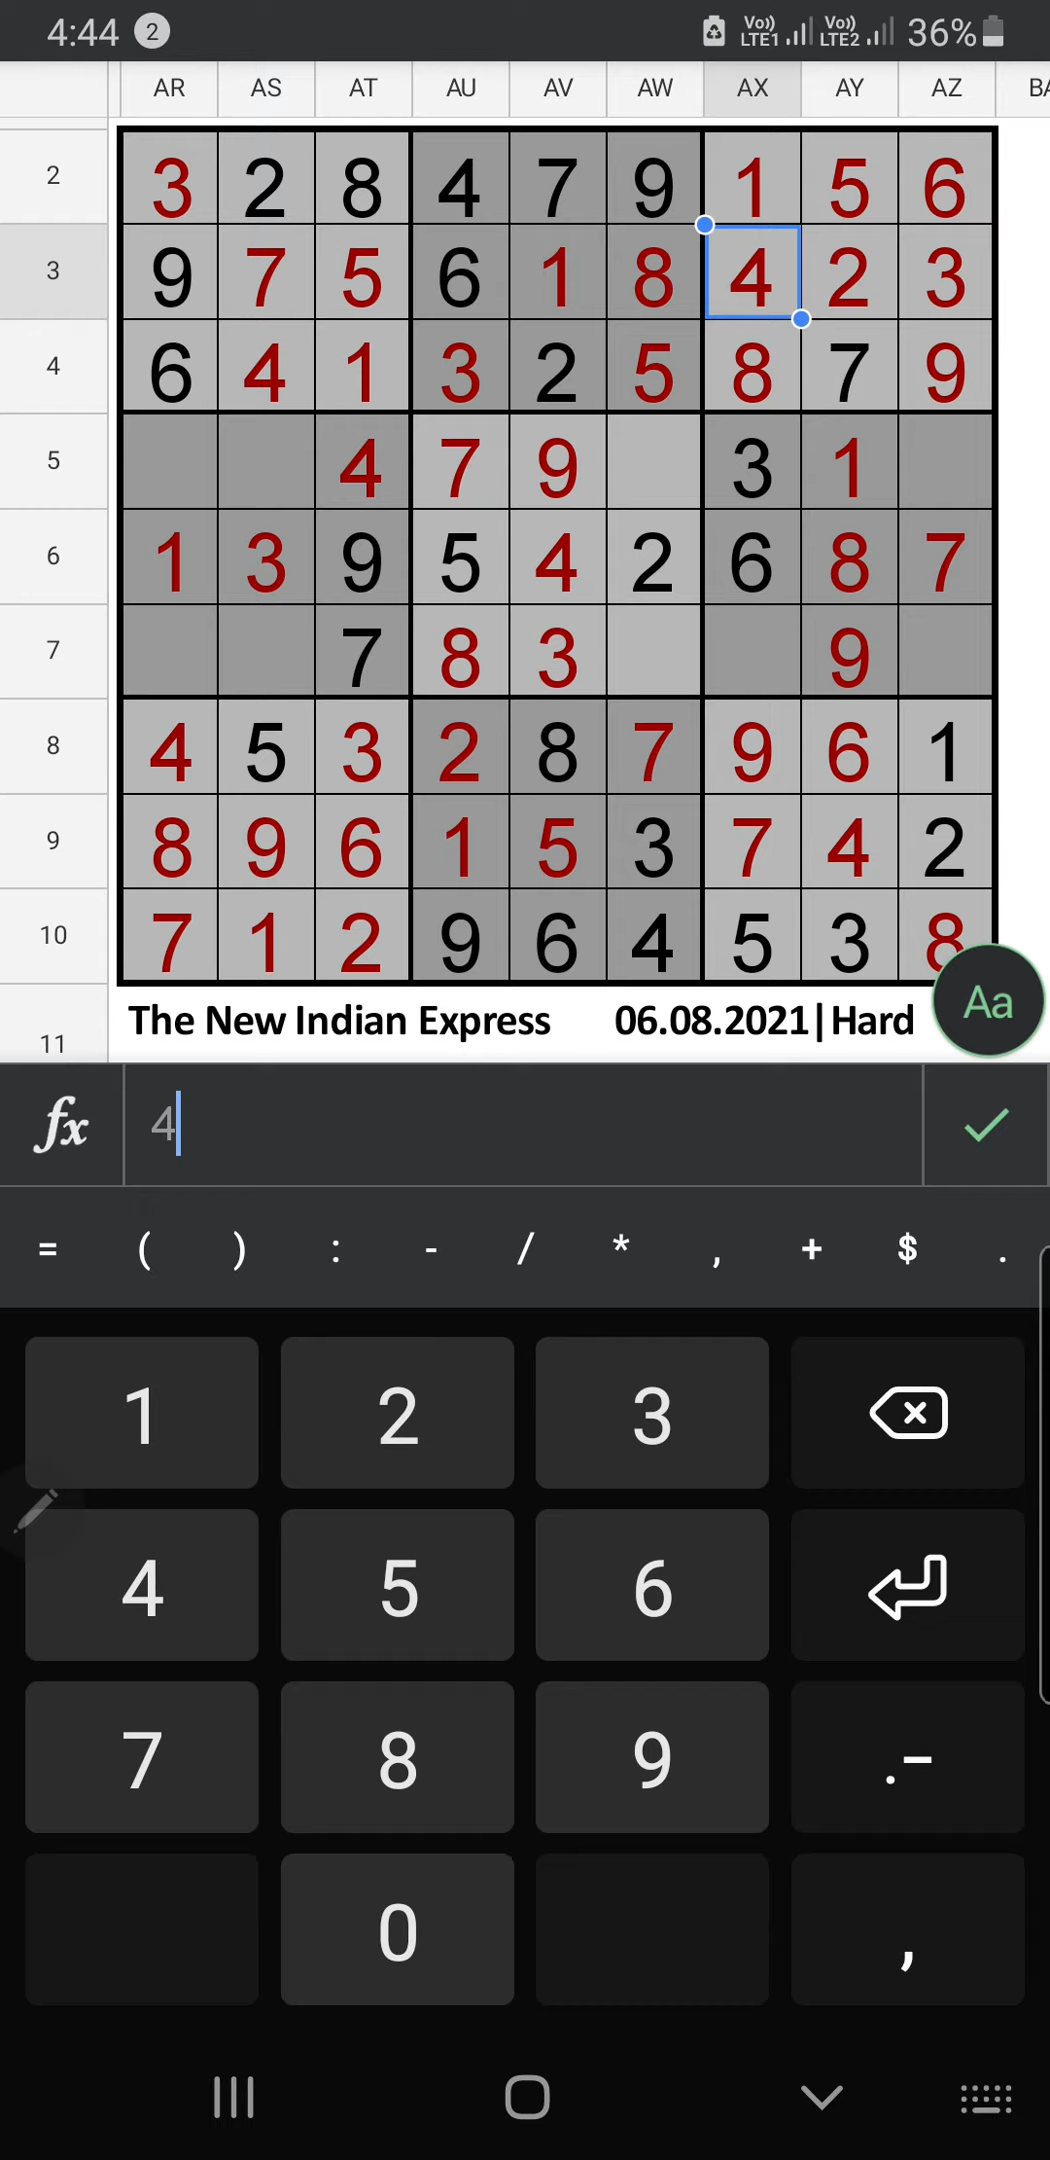 4:44 2 Vo)) LTE1 Vo)) LTE2 36%
AR AS AT AU AV AW AX AY AZ BA
2 3 2 8 4 7 9 1 5 6
3 9 7 5 6 1 8 4 2 3
4 6 4 1 3 2 5 8 7 9
5 4 7 9 3 1
6 1 3 9 5 4 2 6 8 7
7 7 8 3 9
8 4 5 3 2 8 7 9 6 1
9 8 9 6 1 5 3 7 4 2
10 7 1 2 9 6 4 5 3 8
The New Indian Express 06.08.2021|Hard Aa
11
fx 4
= ( ) : - / * , + $ .
1 2 3
4 5 6
7 8 9 .-
0 ,